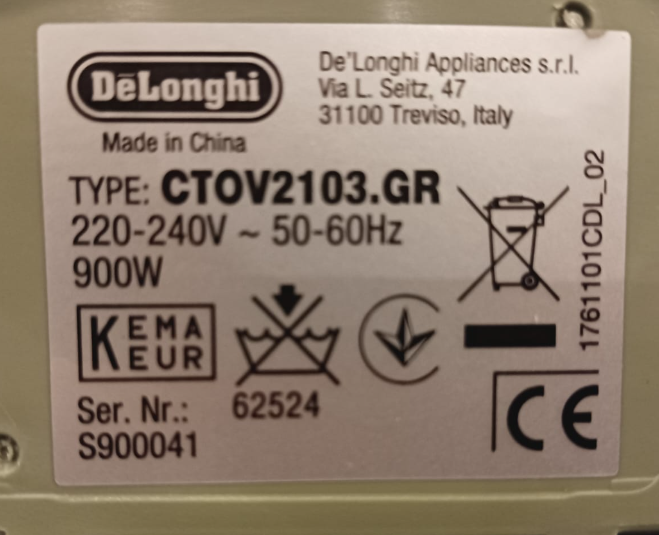 DeLonghi
Made in China
De'Longhi Appliances s.r.l.
Via L. Seitz, 47
31100 Treviso, Italy
TYPE: CTOV2103.GR
220-240V ~ 50-60Hz
900W
1761101CDL_02
KEMA
EUR
62524
Ser. Nr.:
S900041
CE